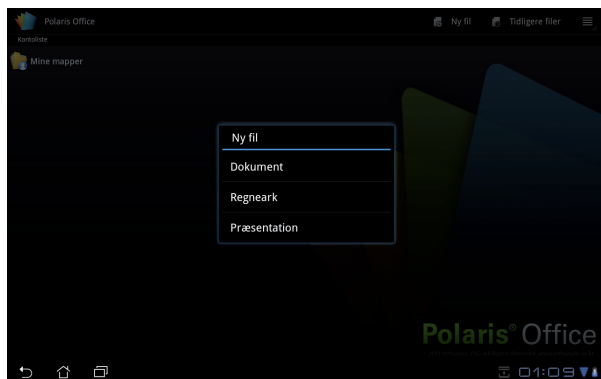 Polaris Office
Ny fil
Tidligere filer
Kontoliste
Mine mapper
Ny fil
Dokument
Regneark
Præsentation
Polaris® Office
01:09